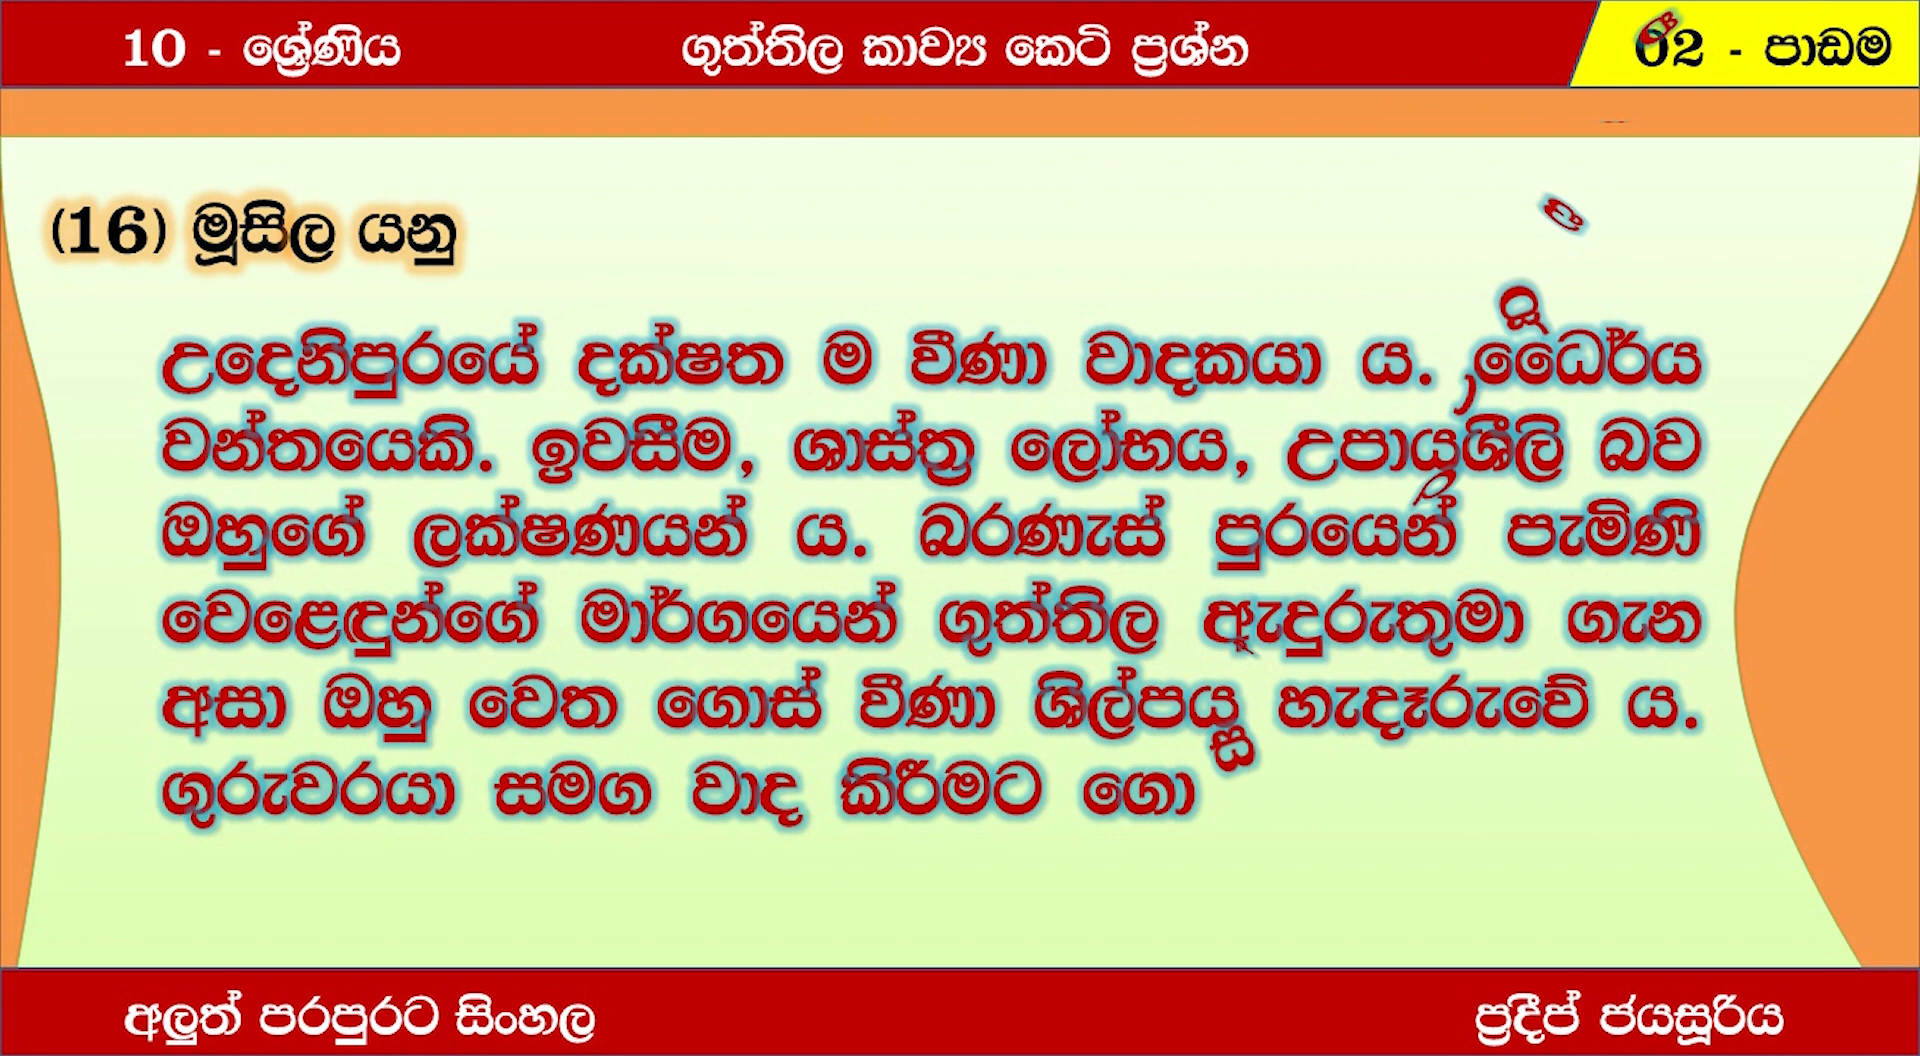 10 - ශ්‍රේණිය
ගුත්තිල කාව්‍ය කෙටි ප්‍රශ්න
02 - පාඩම
(16) මූසිල යනු
උදෙනිපුරයේ දක්ෂත ම වීණා වාදකයා ය. ධෛර්ය
වන්තයෙකි. ඉවසීම, ශාස්ත්‍ර ලෝභය, උපායශීලි බව
ඔහුගේ ලක්ෂණයන් ය. බරණැස් පුරයෙන් පැමිණි
වෙළෙඳුන්ගේ මාර්ගයෙන් ගුත්තිල ඇදුරුතුමා ගැන
අසා ඔහු වෙත ගොස් වීණා ශිල්පය හැදෑරුවේ ය.
ගුරුවරයා සමග වාද කිරීමට ගො
අලුත් පරපුරට සිංහල
ප්‍රදීප් ජයසූරිය